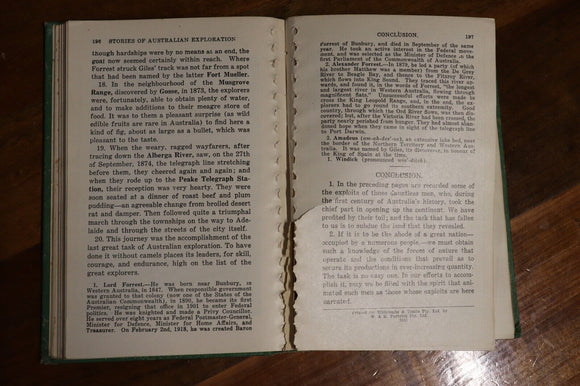 196 STORIES OF AUSTRALIAN EXPLORATION
though hardships were by no means at an end, the
goal now seemed certainly within reach. Where
Forrest struck Giles' track was not far from a spot
that had been named by the latter Fort Mueller.
18. In the neighborhood of the Musgrove
Range, discovered by Gosse, in 1873, the explorers
were, fortunately, able to obtain plenty of water,
and to make additions to their meagre store of
food. It was to them a pleasant surprise (as wild
edible fruits are rare in Australia) to find here a
kind of fig, about as large as a bullet, which was
pleasant to the taste.
19. When the weary, ragged wayfarers, after
tracing down the Alberga River, saw, on the 27th
of September, 1874, the telegraph line stretching
before them, they cheered again and again; and
when they rode up to the Peake Telegraph Sta-
tion, their reception was very hearty. They were
soon seated at a dinner of roast beef and plum
pudding—an agreeable change from broiled desert
rat and damper. Then followed quite a triumphal
march through the townships on the way to Ade-
laide and through the streets of the city itself.
20. This journey was the accomplishment of the
last great task of Australian exploration. To have
done it without camels places its leaders, for skill,
courage, and endurance, high on the list of the
great explorers.
1. Lord Forrest.—He was born near Bunbury, in
Western Australia, in 1847. When responsible government
was granted to that colony (now one of the States of the
Australian Commonwealth), in 1890, he became its first
Premier, resigning that office in 1901 to enter Federal
politics. He was knighted and made a Privy Councillor.
He served over eight years as Federal Postmaster-General,
Minister for Defence, Minister for Home Affairs, and
Treasurer. On February 2nd, 1918, he was created Baron
CONCLUSION. 197
Forrest of Bunbury, and died in September of the same
year. He took an active interest in the Federal move-
ment, and was selected as the Minister of Defence in the
first Parliament of the Commonwealth of Australia.
2. Alexander Forrest.—In 1879, he led a party (of which
his brother Matthew was a member) from the De Grey
River to Beagle Bay, and thence to the Fitzroy River,
which flows into King Sound. They traced this river up-
wards, and found it, in the words of Forrest, "the longest
and largest river in Western Australia, flowing through
magnificent flats." Unsuccessful efforts were made to
cross the King Leopold Range, and, in the end, the ex-
plorers had to go round its southern extremity. Good
country, through which the Ord River flows, was then tra-
versed; but, after the Victoria River had been crossed, the
party nearly perished from hunger. They had almost aban-
doned hope when they came in sight of the telegraph line
to Port Darwin.
3. Amadeus, an extensive lake bed, near
the border of the Northern Territory and Western Aus-
tralia. It was named by Giles, its discoverer, in honour of
the King of Spain at the time.
4. Windich (pronounced
CONCLUSION.
1. In the preceding pages are recorded some
of the exploits of these dauntless men, who, during
the first century of Australia's history, took the
chief part in opening up the continent. We have
profited by their toil; and the task that has fallen
to us is to subdue the land that they revealed.
2. If it is to be the abode of a great nation—
occupied by a numerous people,—we must obtain
such a knowledge of the forces of nature that
operate and the conditions that prevail as to
secure its productions in ever-increasing quantity.
The task is no easy one. In our efforts to accom-
plish it, may we be filled with the spirit that ani-
mated such men as those whose exploits are here
narrated.